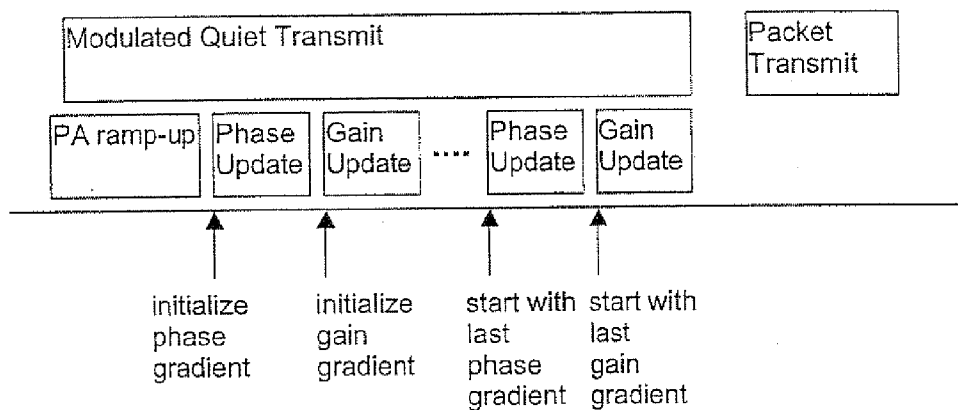 Modulated Quiet Transmit
Packet
Transmit
PA ramp-up
Phase
Update
Gain
Update
....
Phase
Update
Gain
Update
initialize
phase
gradient
initialize
gain
gradient
start with
last
phase
gradient
start with
last
gain
gradient